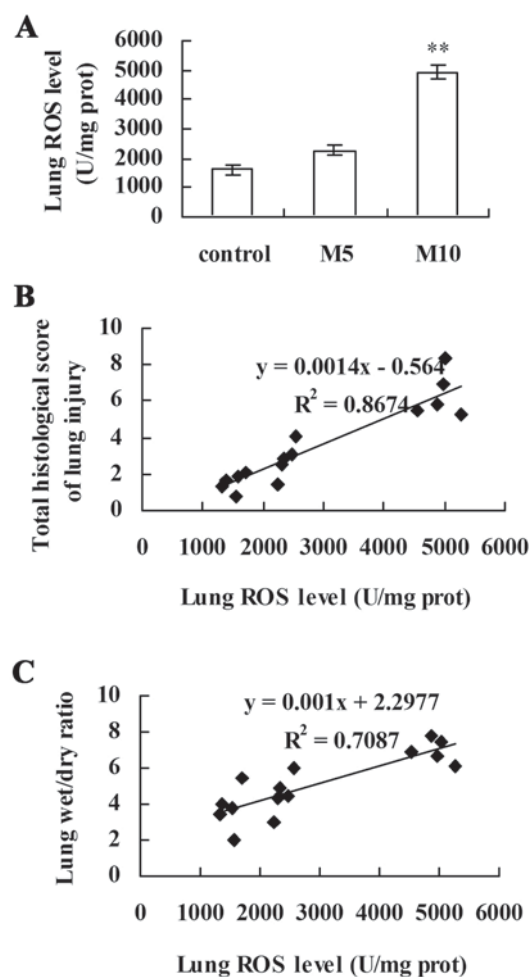 A
Lung ROS level
(U/mg prot)
6000
5000
4000
3000
2000
1000
0
**
control M5 M10
B
Total histological score
of lung injury
10
8
6
4
2
0
y = 0.0014x - 0.564
R² = 0.8674
0 1000 2000 3000 4000 5000 6000
Lung ROS level (U/mg prot)
C
Lung wet/dry ratio
10
8
6
4
2
0
y = 0.001x + 2.2977
R² = 0.7087
0 1000 2000 3000 4000 5000 6000
Lung ROS level (U/mg prot)